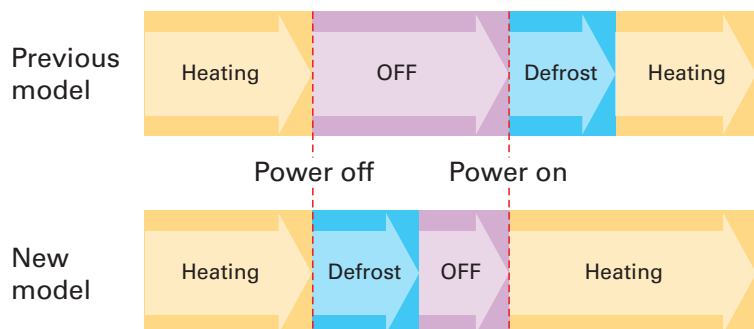 Previous
model
Heating
OFF
Defrost
Heating
Power off
Power on
New
model
Heating
Defrost
OFF
Heating